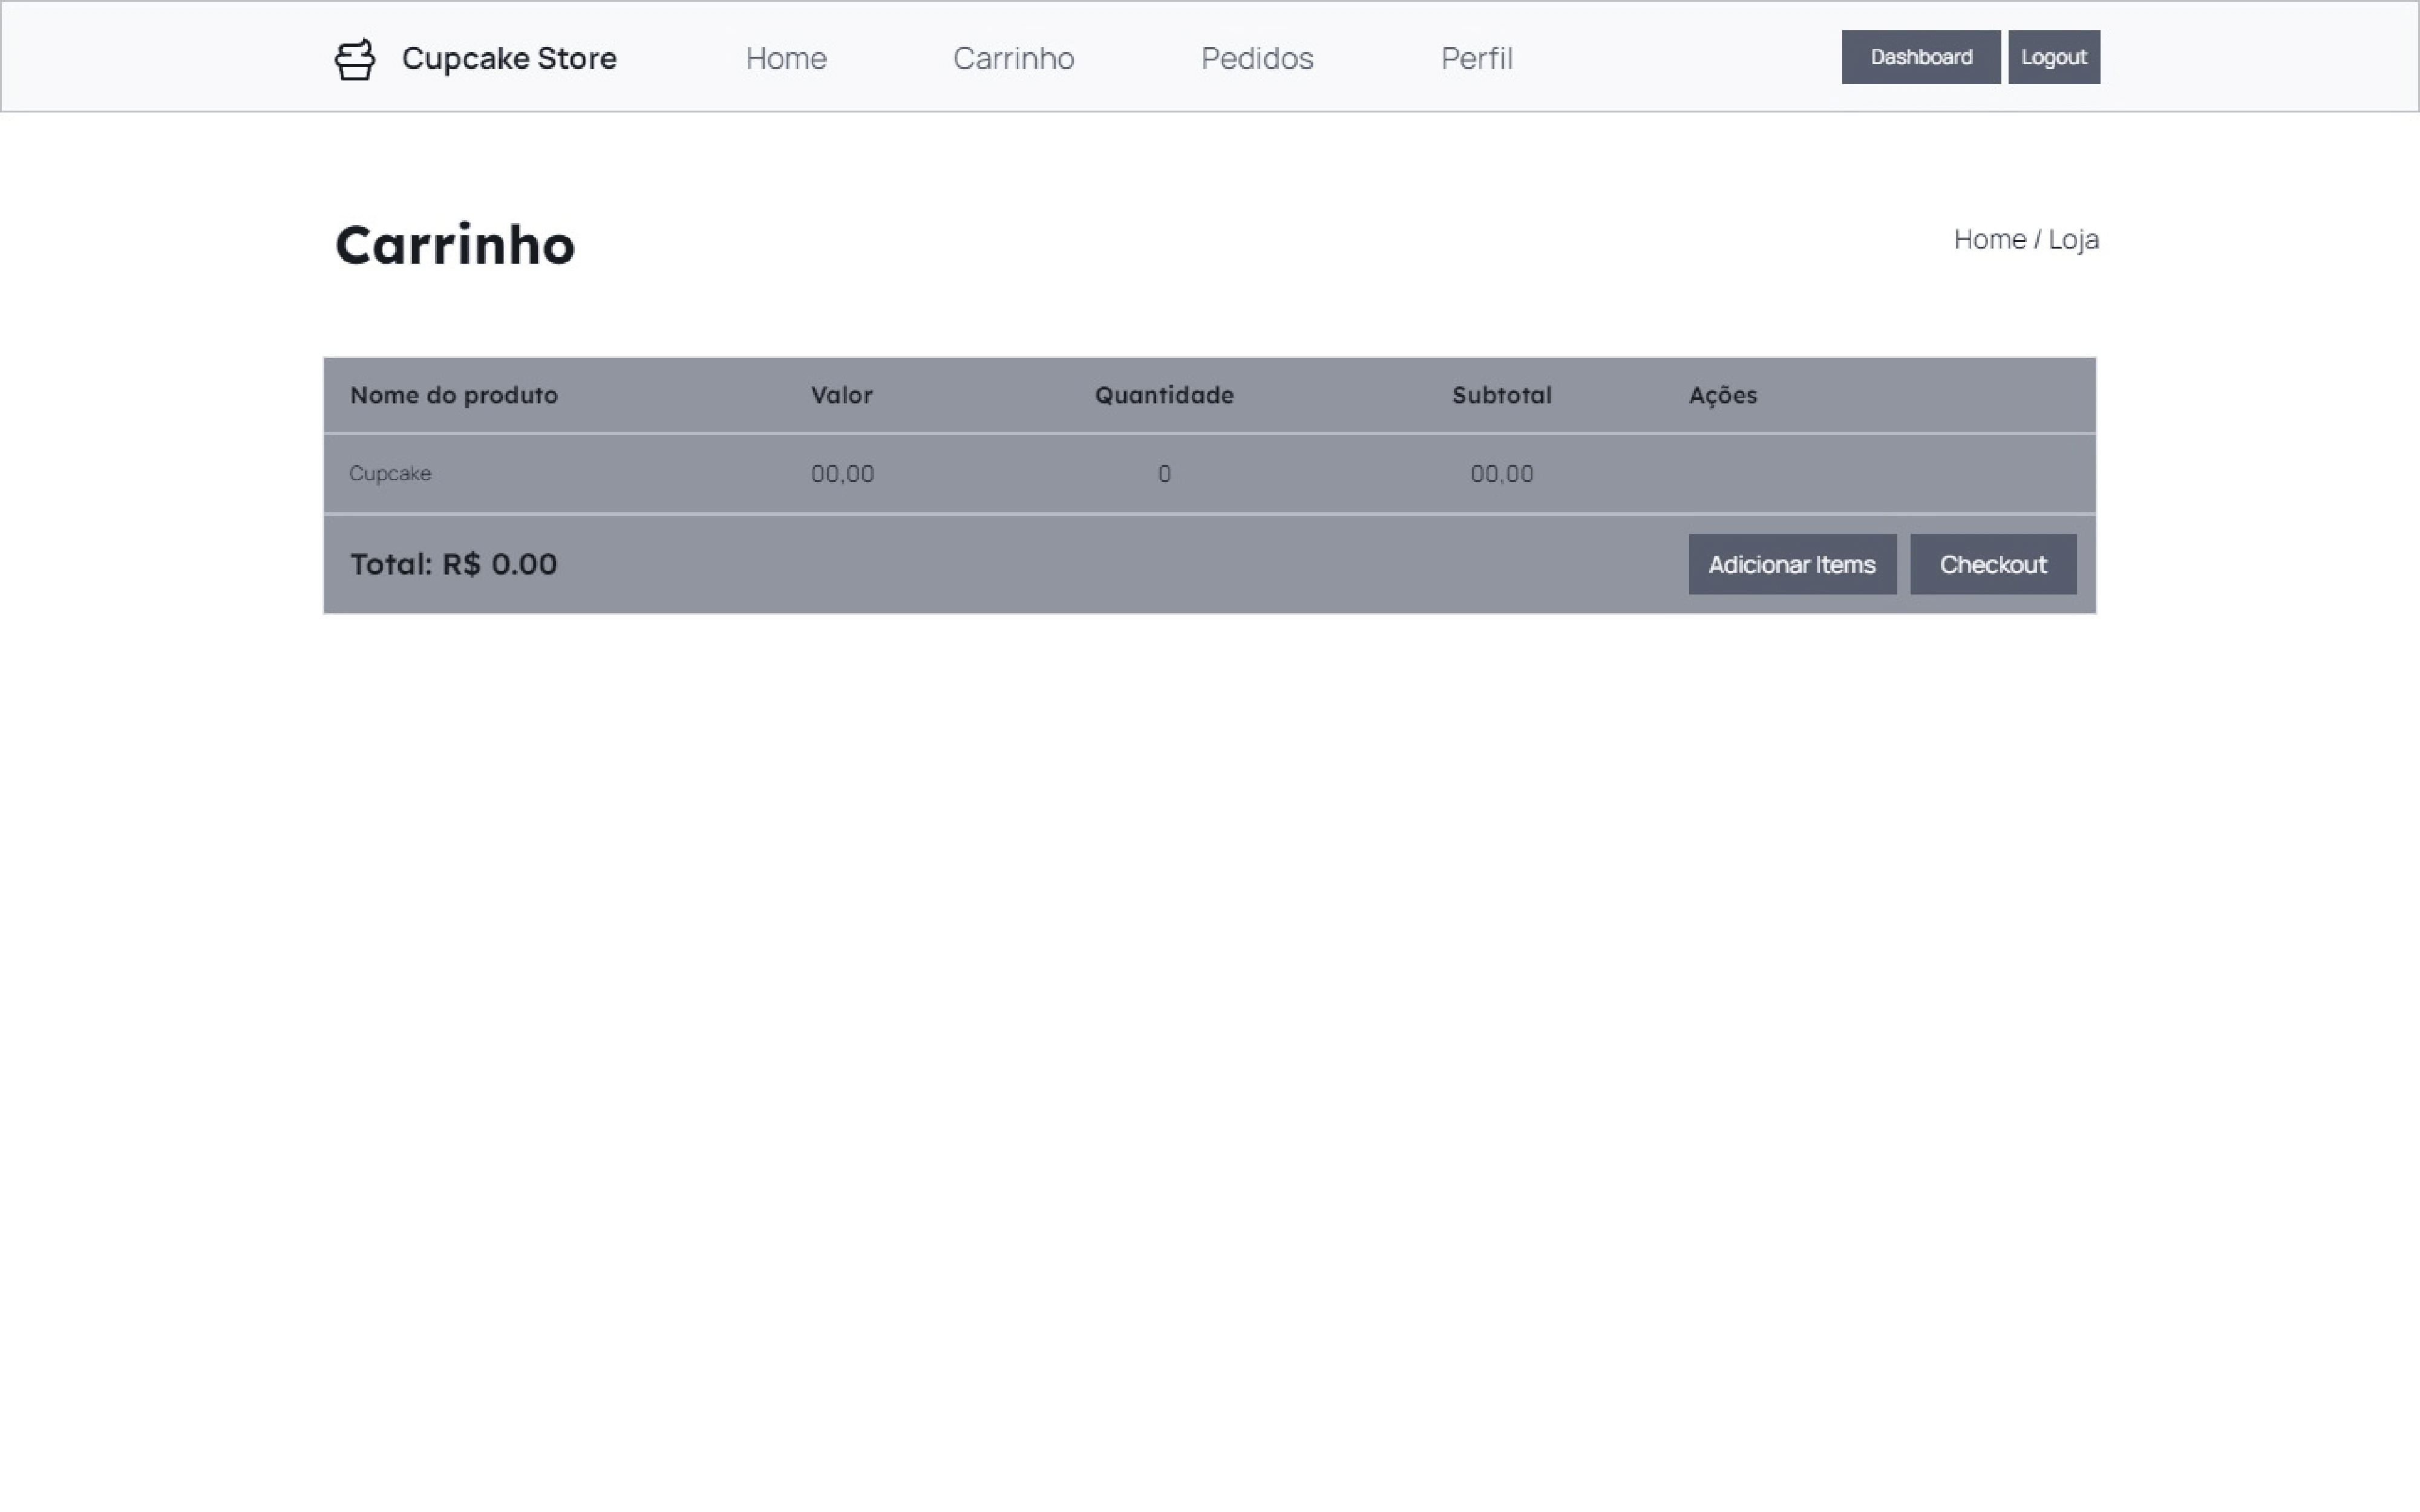 Cupcake Store Home Carrinho Pedidos Perfil Dashboard Logout
Carrinho Home / Loja
Nome do produto Valor Quantidade Subtotal Ações
Cupcake 00,00 0 00,00
Total: R$ 0.00 Adicionar Items Checkout